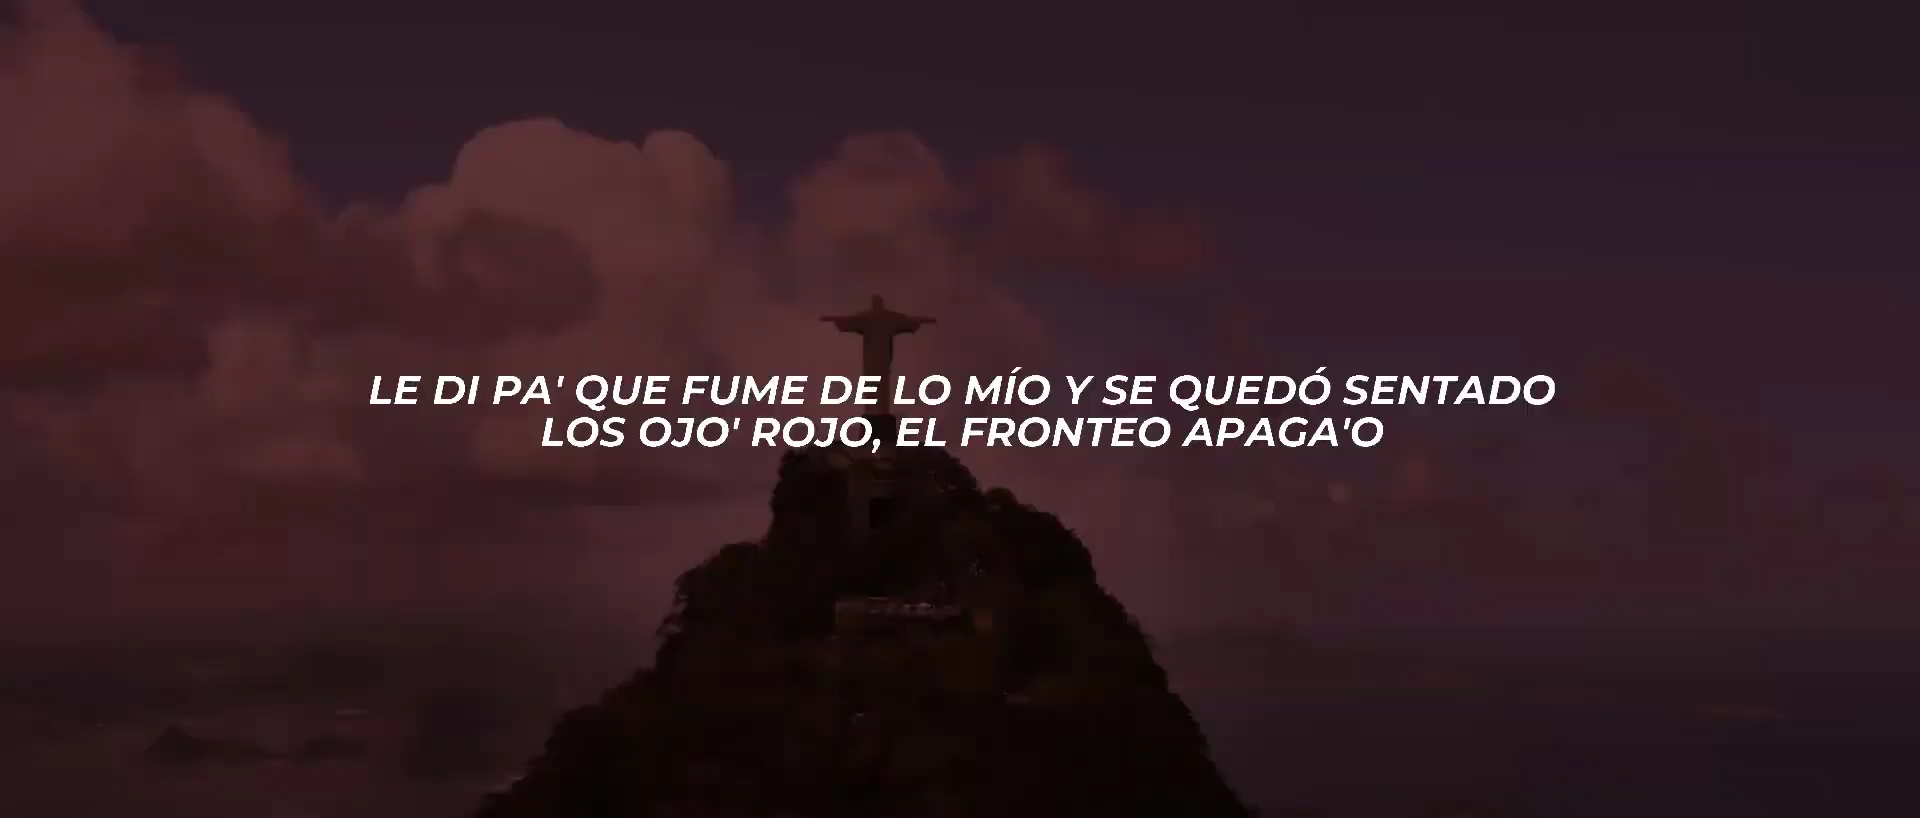 LE DI PA' QUE FUME DE LO MÍO Y SE QUEDÓ SENTADO
LOS OJO' ROJO, EL FRONTEO APAGA'O